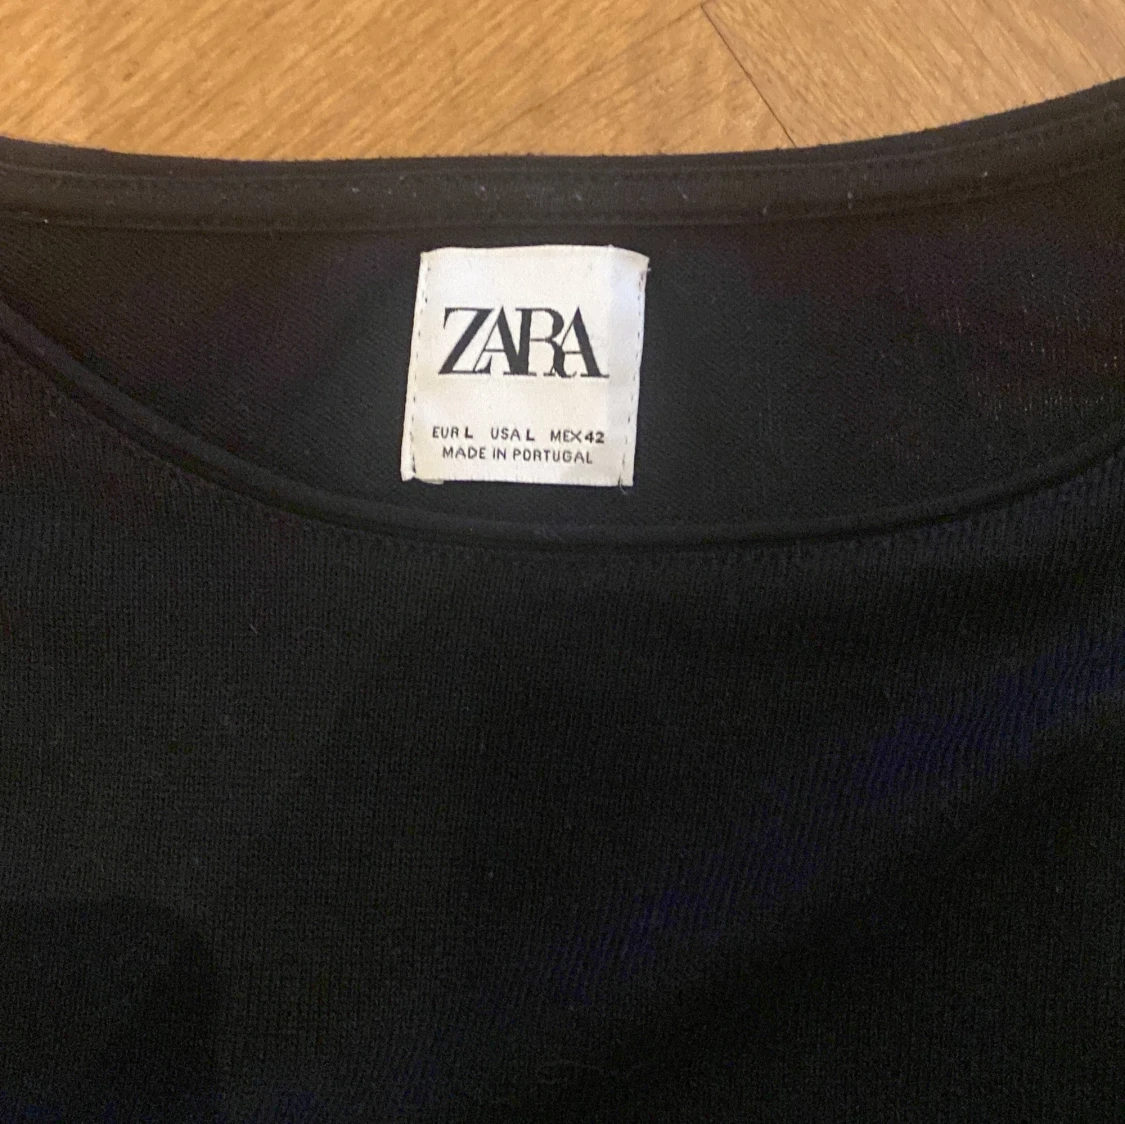 ZARA
EUR L USA L MEX 42
MADE IN PORTUGAL